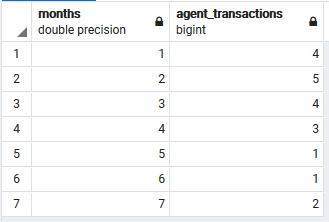 months agent_transactions
double precision bigint
1 1 4
2 2 5
3 3 4
4 4 3
5 5 1
6 6 1
7 7 2